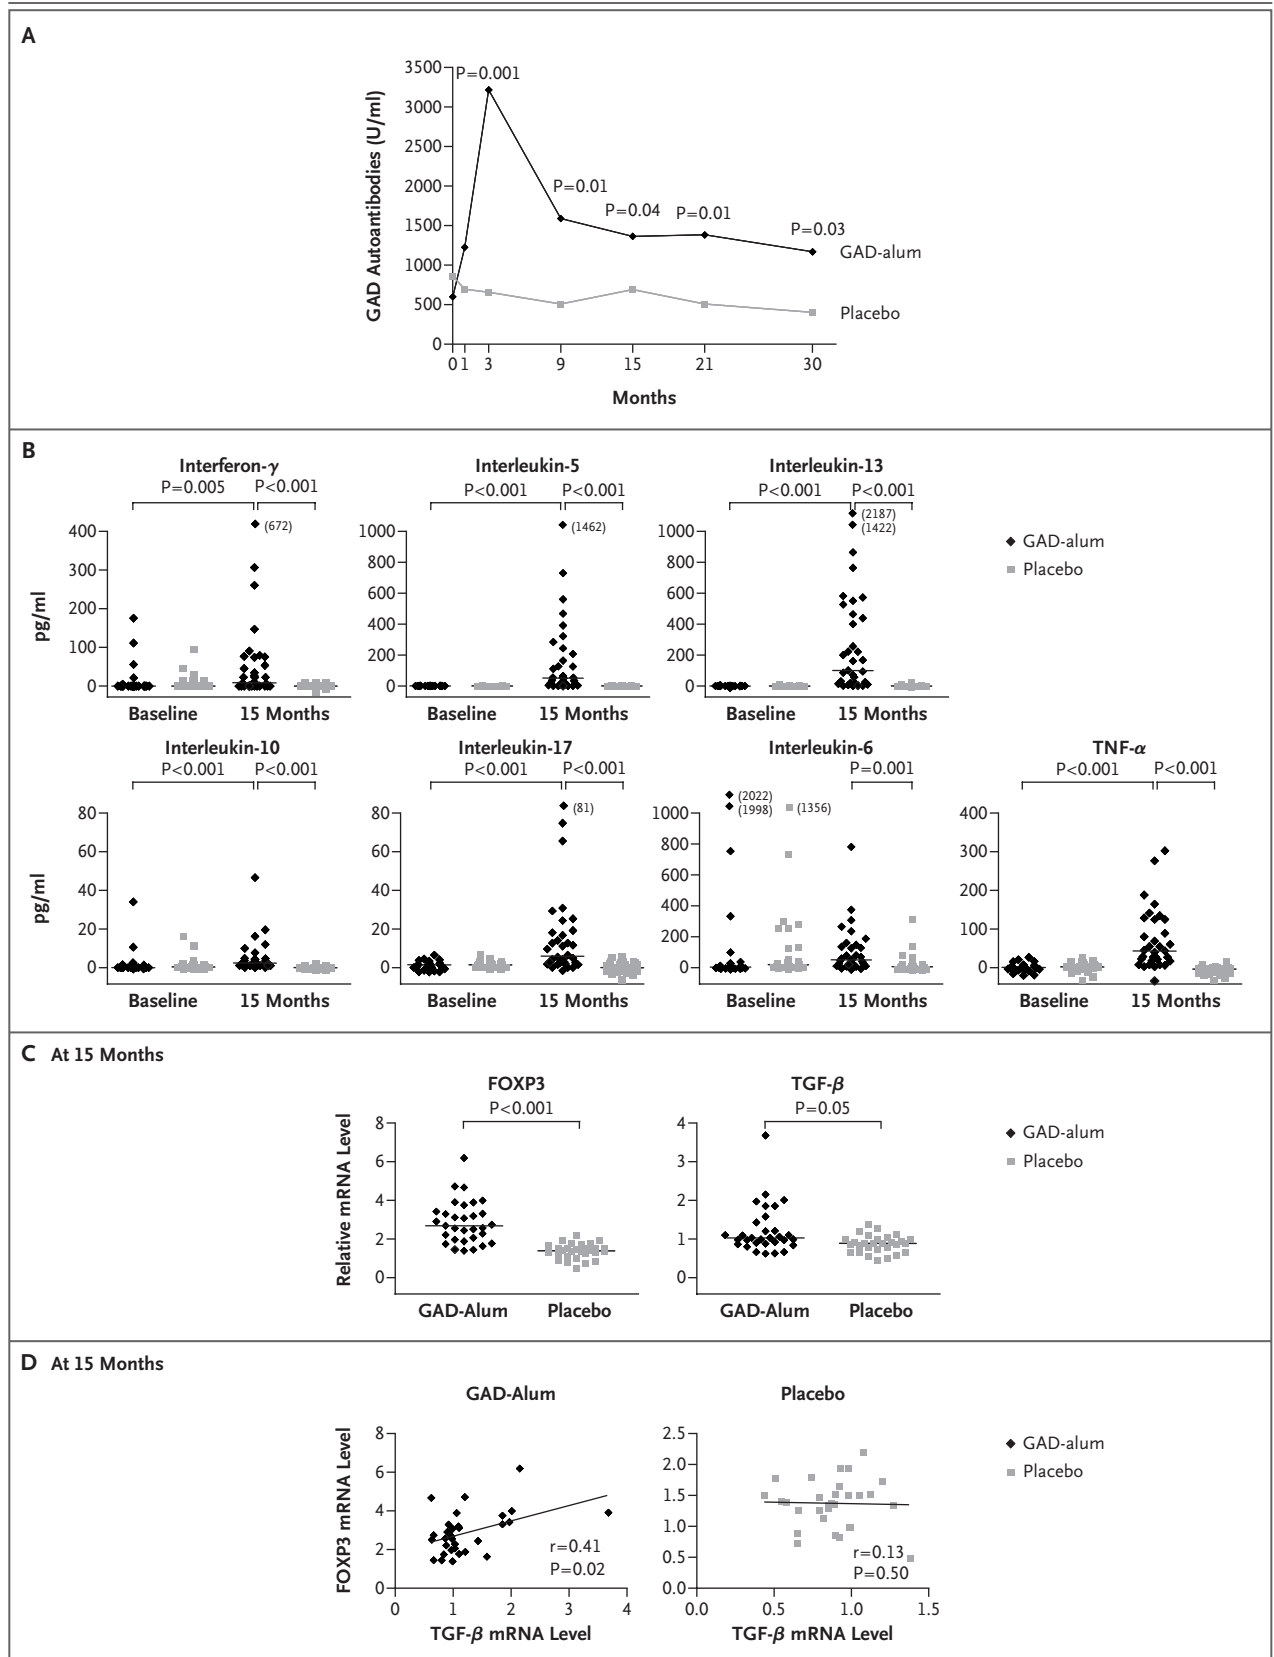 A
3500
P=0.001
3000
2500
2000
P=0.01
P=0.04
P=0.01
1500
P=0.03
GAD-alum
1000
500
Placebo
0
GAD Autoantibodies (U/ml)
0 1 3 9 15 21 30
Months
B
Interferon-γ
P=0.005 P<0.001
(672)
400
300
200
100
0
pg/ml
Baseline 15 Months
Interleukin-5
P<0.001 P<0.001
(1462)
1000
800
600
400
200
0
Baseline 15 Months
Interleukin-13
P<0.001 P<0.001
(2187)
(1422)
1000
800
600
400
200
0
Baseline 15 Months
GAD-alum
Placebo
Interleukin-10
P<0.001 P<0.001
80
60
40
20
0
pg/ml
Baseline 15 Months
Interleukin-17
P<0.001 P<0.001
(81)
80
60
40
20
0
Baseline 15 Months
Interleukin-6
P=0.001
(2022)
(1998)
(1356)
1000
800
600
400
200
0
Baseline 15 Months
TNF-α
P<0.001 P<0.001
400
300
200
100
0
Baseline 15 Months
C At 15 Months
FOXP3
P<0.001
8
6
4
2
0
Relative mRNA Level
GAD-Alum Placebo
TGF-β
P=0.05
4
3
2
1
0
GAD-Alum Placebo
GAD-alum
Placebo
D At 15 Months
GAD-Alum
8
6
4
2
0
FOXP3 mRNA Level
r=0.41
P=0.02
0 1 2 3 4
TGF-β mRNA Level
Placebo
2.5
2.0
1.5
1.0
0.5
0.0
r=0.13
P=0.50
0.0 0.5 1.0 1.5
TGF-β mRNA Level
GAD-alum
Placebo